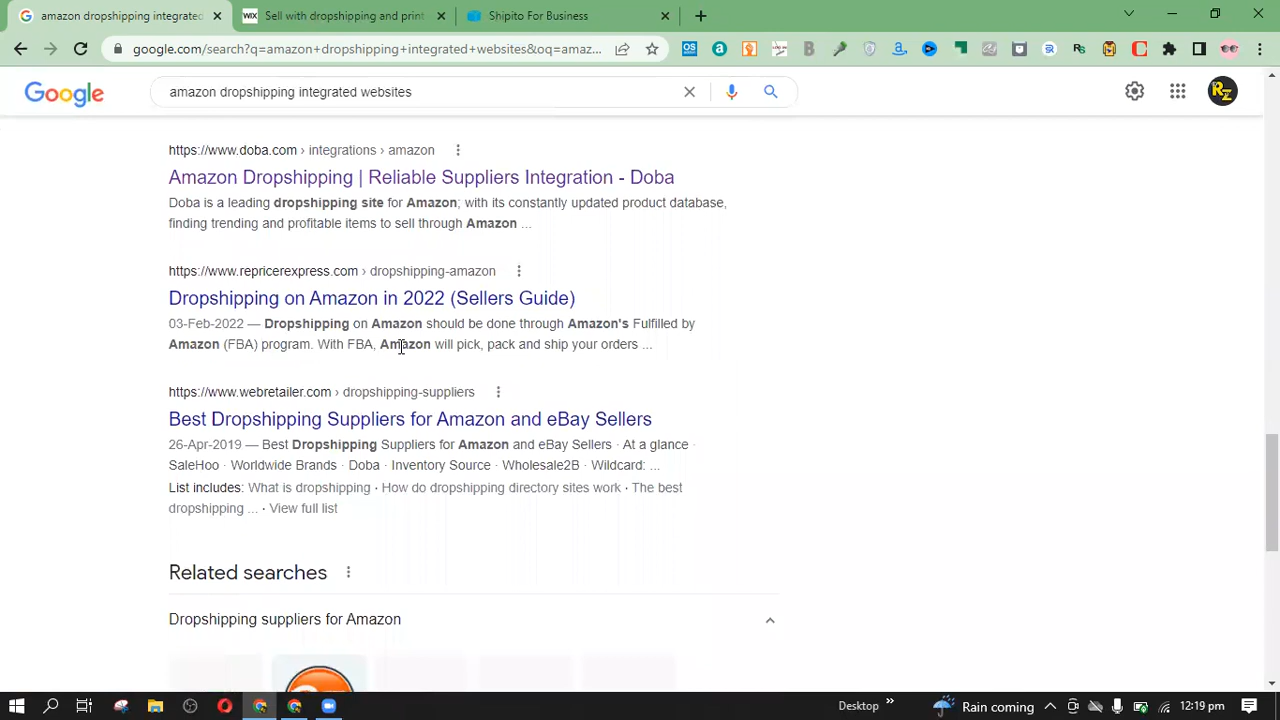 amazon dropshipping integrated
Sell with dropshipping and print
Shipito For Business
google.com/search?q=amazon+dropshipping+integrated+websites&oq=amaz...
Google
amazon dropshipping integrated websites
RZ
https://www.doba.com › integrations › amazon
Amazon Dropshipping | Reliable Suppliers Integration - Doba
Doba is a leading dropshipping site for Amazon; with its constantly updated product database,
finding trending and profitable items to sell through Amazon ...
https://www.repricerexpress.com › dropshipping-amazon
Dropshipping on Amazon in 2022 (Sellers Guide)
03-Feb-2022 — Dropshipping on Amazon should be done through Amazon's Fulfilled by
Amazon (FBA) program. With FBA, Amazon will pick, pack and ship your orders ...
https://www.webretailer.com › dropshipping-suppliers
Best Dropshipping Suppliers for Amazon and eBay Sellers
26-Apr-2019 — Best Dropshipping Suppliers for Amazon and eBay Sellers · At a glance ·
SaleHoo · Worldwide Brands · Doba · Inventory Source · Wholesale2B · Wildcard: ...
List includes: What is dropshipping · How do dropshipping directory sites work · The best
dropshipping ... · View full list
Related searches
Dropshipping suppliers for Amazon
Desktop
Rain coming
12:19 pm